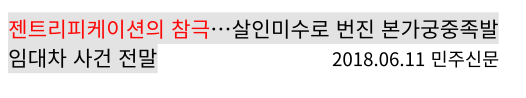 젠트리피케이션의 참극…살인미수로 번진 본가궁중족발
임대차 사건 전말 2018.06.11 민주신문